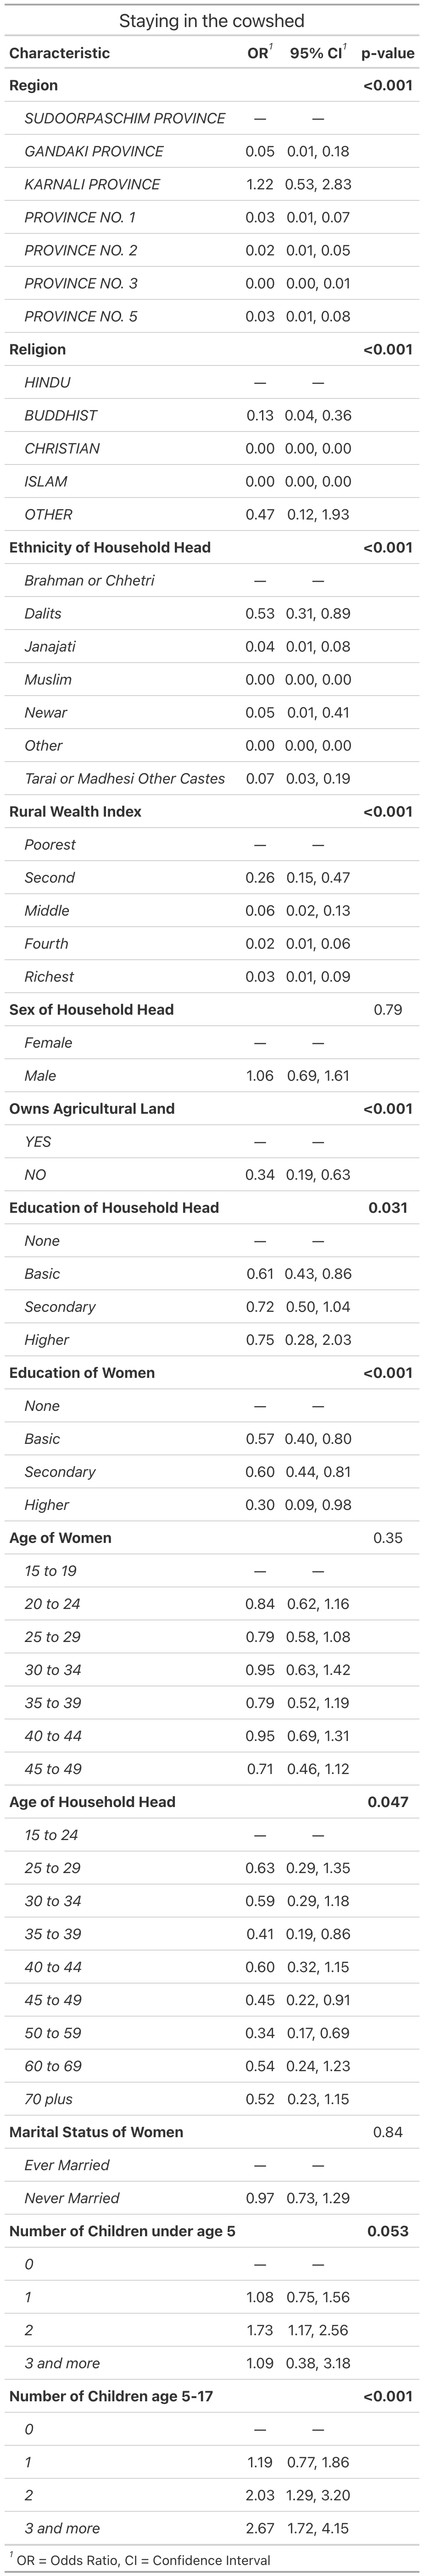 Staying in the cowshed
Characteristic OR1 95% CI1 p-value
Region <0.001
SUDOORPASCHIM PROVINCE — —
GANDAKI PROVINCE 0.05 0.01, 0.18
KARNALI PROVINCE 1.22 0.53, 2.83
PROVINCE NO. 1 0.03 0.01, 0.07
PROVINCE NO. 2 0.02 0.01, 0.05
PROVINCE NO. 3 0.00 0.00, 0.01
PROVINCE NO. 5 0.03 0.01, 0.08
Religion <0.001
HINDU — —
BUDDHIST 0.13 0.04, 0.36
CHRISTIAN 0.00 0.00, 0.00
ISLAM 0.00 0.00, 0.00
OTHER 0.47 0.12, 1.93
Ethnicity of Household Head <0.001
Brahman or Chhetri — —
Dalits 0.53 0.31, 0.89
Janajati 0.04 0.01, 0.08
Muslim 0.00 0.00, 0.00
Newar 0.05 0.01, 0.41
Other 0.00 0.00, 0.00
Tarai or Madhesi Other Castes 0.07 0.03, 0.19
Rural Wealth Index <0.001
Poorest — —
Second 0.26 0.15, 0.47
Middle 0.06 0.02, 0.13
Fourth 0.02 0.01, 0.06
Richest 0.03 0.01, 0.09
Sex of Household Head 0.79
Female — —
Male 1.06 0.69, 1.61
Owns Agricultural Land <0.001
YES — —
NO 0.34 0.19, 0.63
Education of Household Head 0.031
None — —
Basic 0.61 0.43, 0.86
Secondary 0.72 0.50, 1.04
Higher 0.75 0.28, 2.03
Education of Women <0.001
None — —
Basic 0.57 0.40, 0.80
Secondary 0.60 0.44, 0.81
Higher 0.30 0.09, 0.98
Age of Women 0.35
15 to 19 — —
20 to 24 0.84 0.62, 1.16
25 to 29 0.79 0.58, 1.08
30 to 34 0.95 0.63, 1.42
35 to 39 0.79 0.52, 1.19
40 to 44 0.95 0.69, 1.31
45 to 49 0.71 0.46, 1.12
Age of Household Head 0.047
15 to 24 — —
25 to 29 0.63 0.29, 1.35
30 to 34 0.59 0.29, 1.18
35 to 39 0.41 0.19, 0.86
40 to 44 0.60 0.32, 1.15
45 to 49 0.45 0.22, 0.91
50 to 59 0.34 0.17, 0.69
60 to 69 0.54 0.24, 1.23
70 plus 0.52 0.23, 1.15
Marital Status of Women 0.84
Ever Married — —
Never Married 0.97 0.73, 1.29
Number of Children under age 5 0.053
0 — —
1 1.08 0.75, 1.56
2 1.73 1.17, 2.56
3 and more 1.09 0.38, 3.18
Number of Children age 5-17 <0.001
0 — —
1 1.19 0.77, 1.86
2 2.03 1.29, 3.20
3 and more 2.67 1.72, 4.15
1 OR = Odds Ratio, CI = Confidence Interval